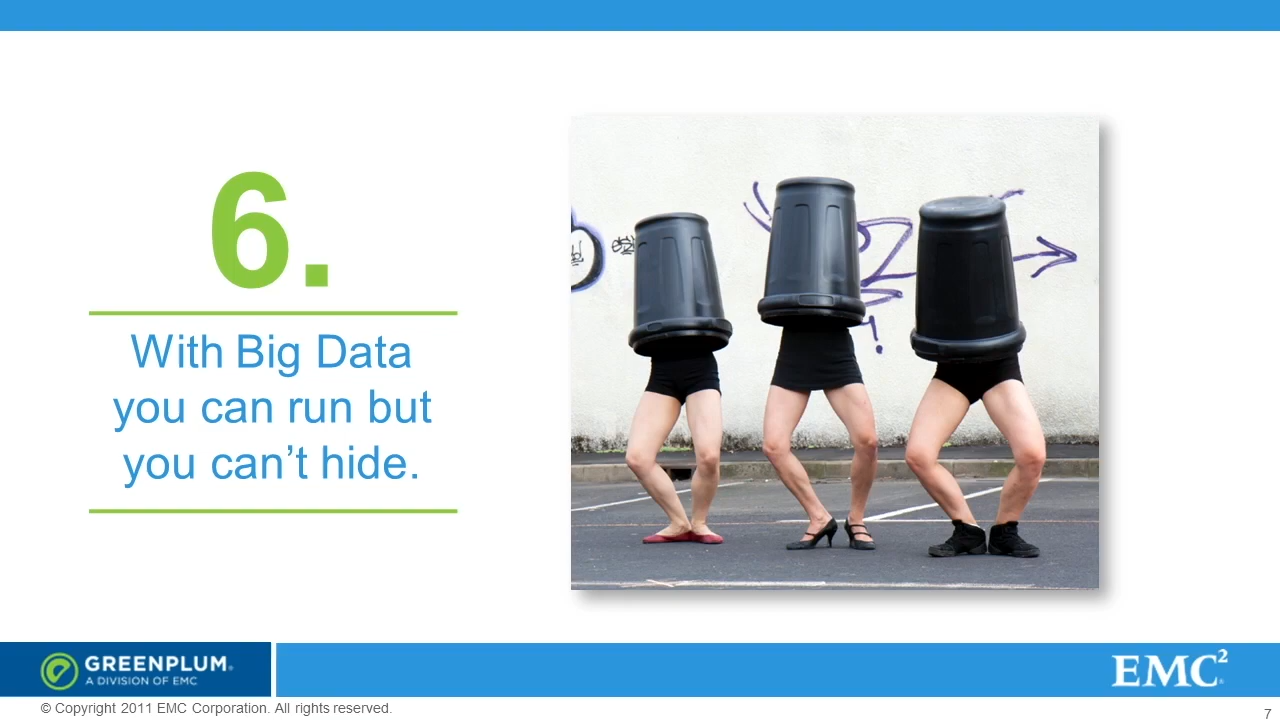 6.
With Big Data
you can run but
you can’t hide.
GREENPLUM
A DIVISION OF EMC
EMC²
© Copyright 2011 EMC Corporation. All rights reserved.
7